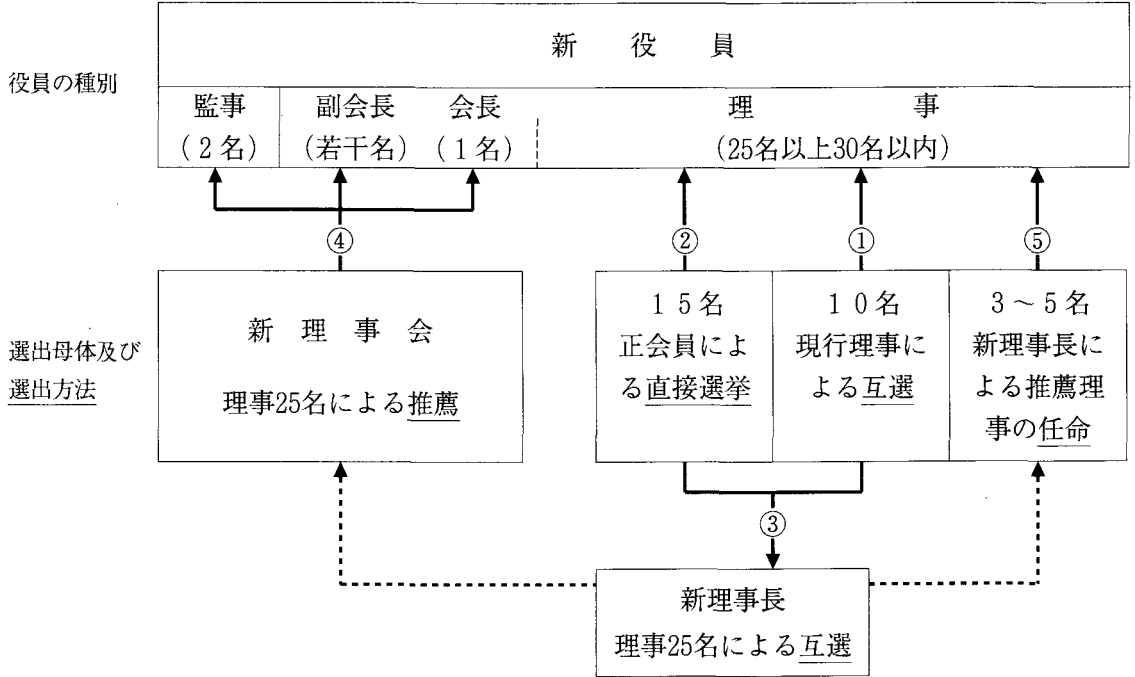 新役員
役員の種別
監事 副会長 会長 理事
(2名) (若干名) (1名) (25名以上30名以内)
④ ② ① ⑤
選出母体及び
選出方法
新理事会
理事25名による推薦
15名
正会員によ
る直接選挙
10名
現行理事に
よる互選
3～5名
新理事長に
よる推薦理
事の任命
③
新理事長
理事25名による互選